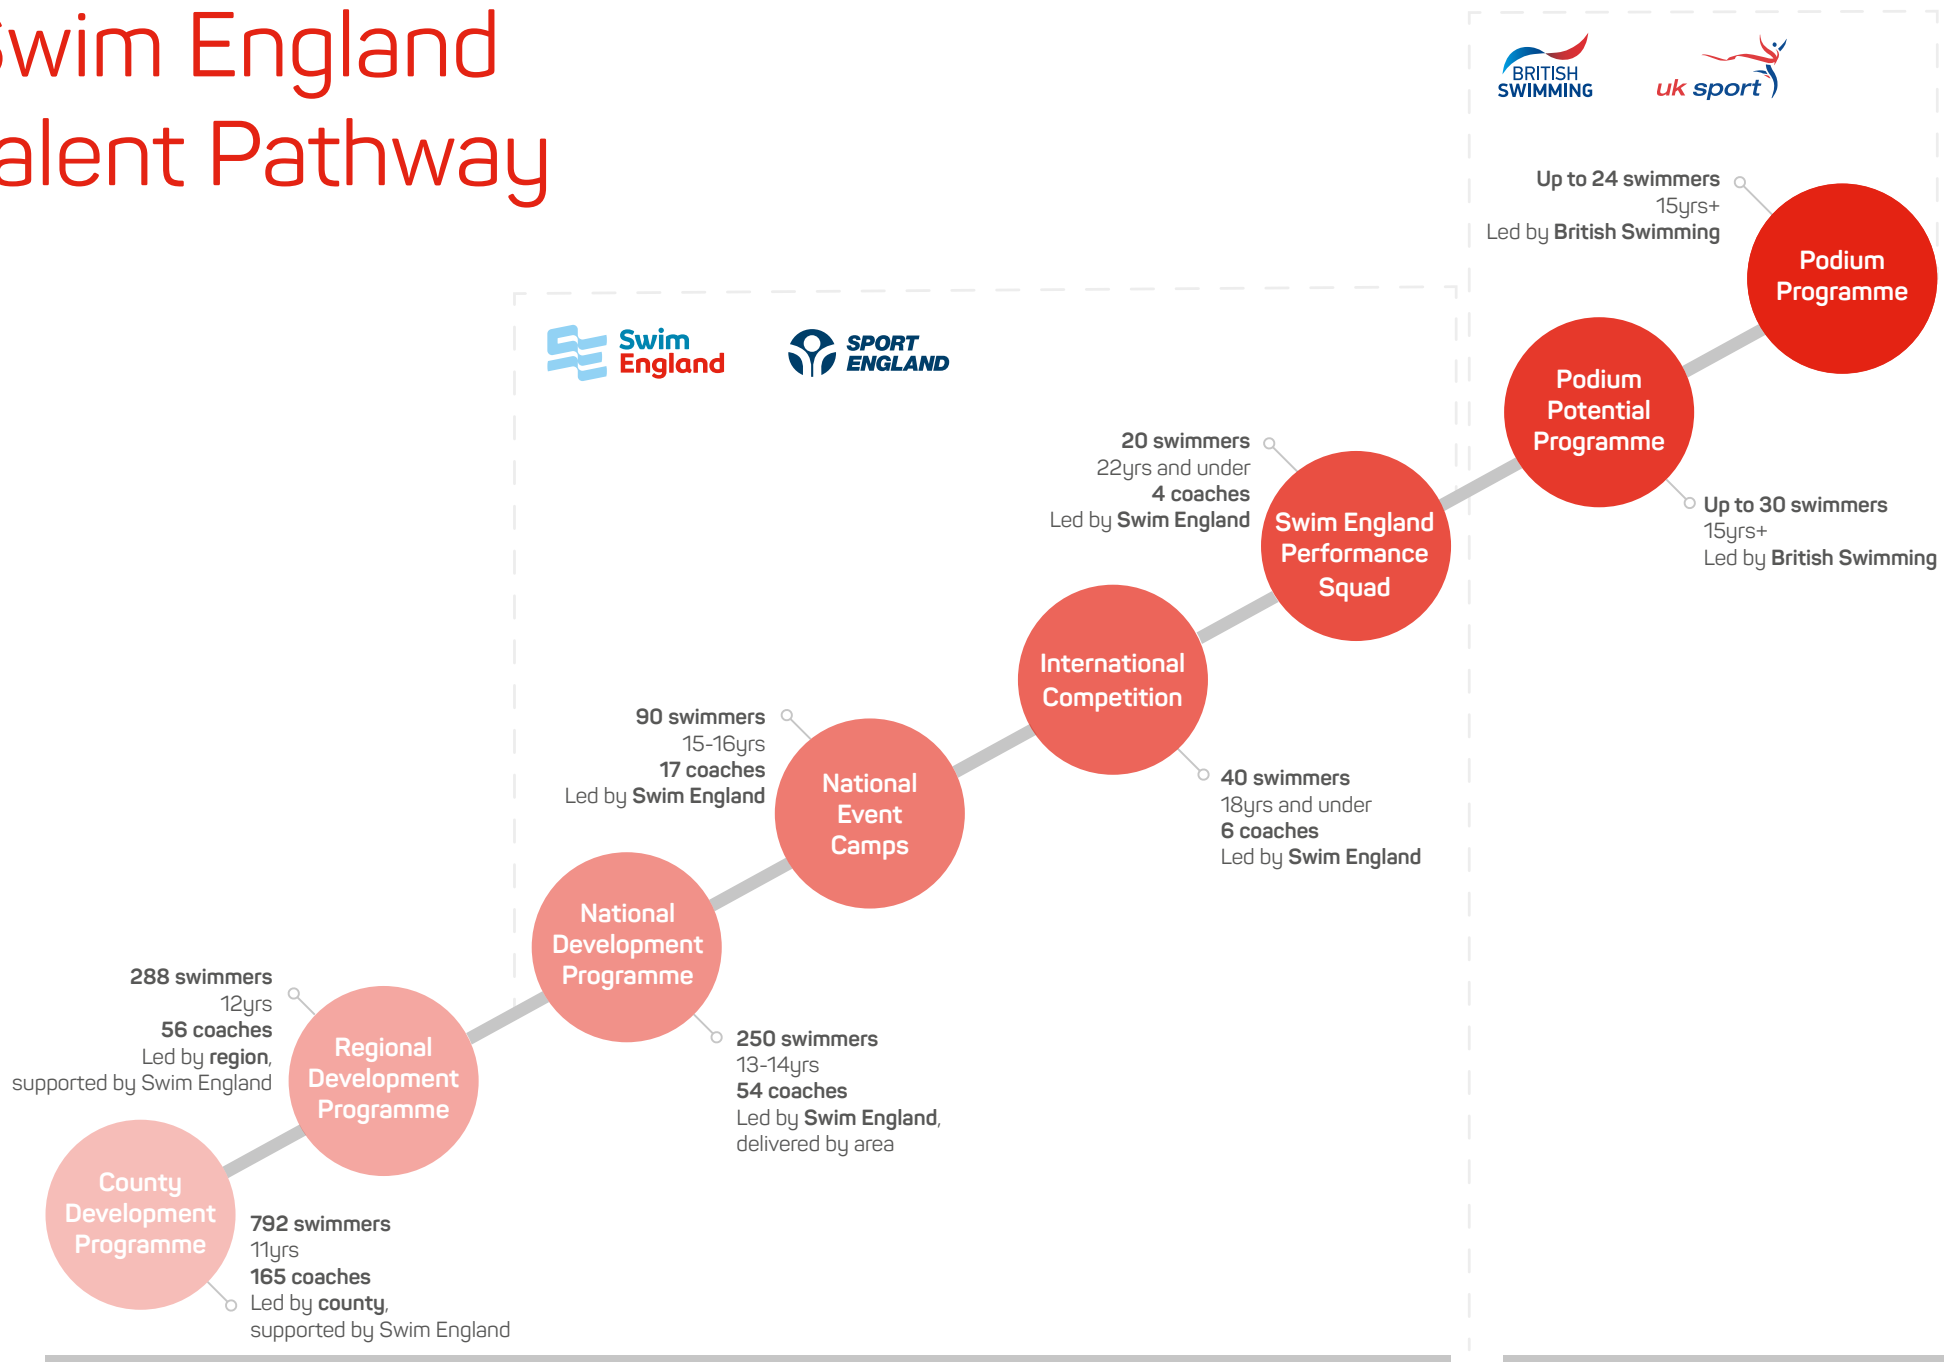 Swim England
Talent Pathway
BRITISH
SWIMMING
uk sport
Up to 24 swimmers
15yrs+
Led by British Swimming
Podium
Programme
Swim
England
SPORT
ENGLAND
Podium
Potential
Programme
Up to 30 swimmers
15yrs+
Led by British Swimming
20 swimmers
22yrs and under
4 coaches
Led by Swim England
Swim England
Performance
Squad
International
Competition
40 swimmers
18yrs and under
6 coaches
Led by Swim England
90 swimmers
15-16yrs
17 coaches
Led by Swim England
National
Event
Camps
National
Development
Programme
250 swimmers
13-14yrs
54 coaches
Led by Swim England,
delivered by area
288 swimmers
12yrs
56 coaches
Led by region,
supported by Swim England
Regional
Development
Programme
County
Development
Programme
792 swimmers
11yrs
165 coaches
Led by county,
supported by Swim England